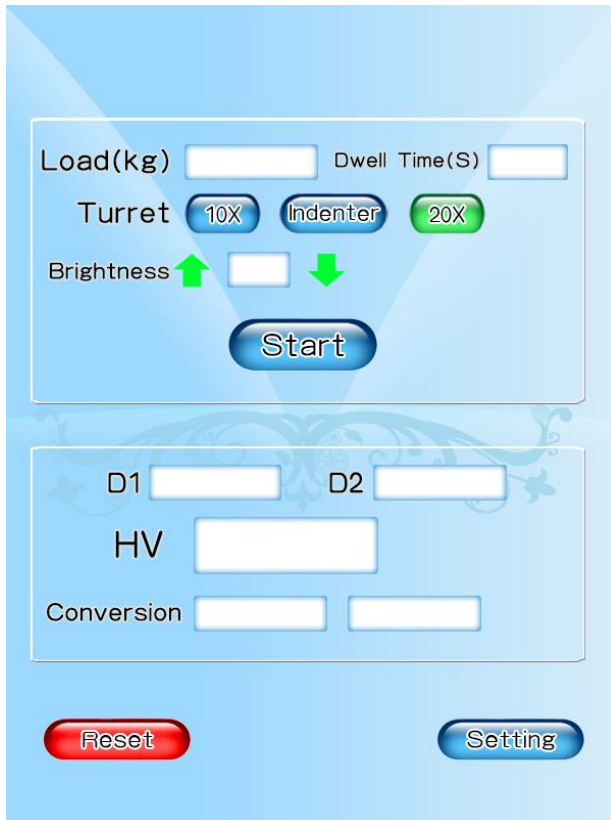 Load(kg) Dwell Time(S)
Turret 10X Indenter 20X
Brightness
Start
D1 D2
HV
Conversion
Reset Setting